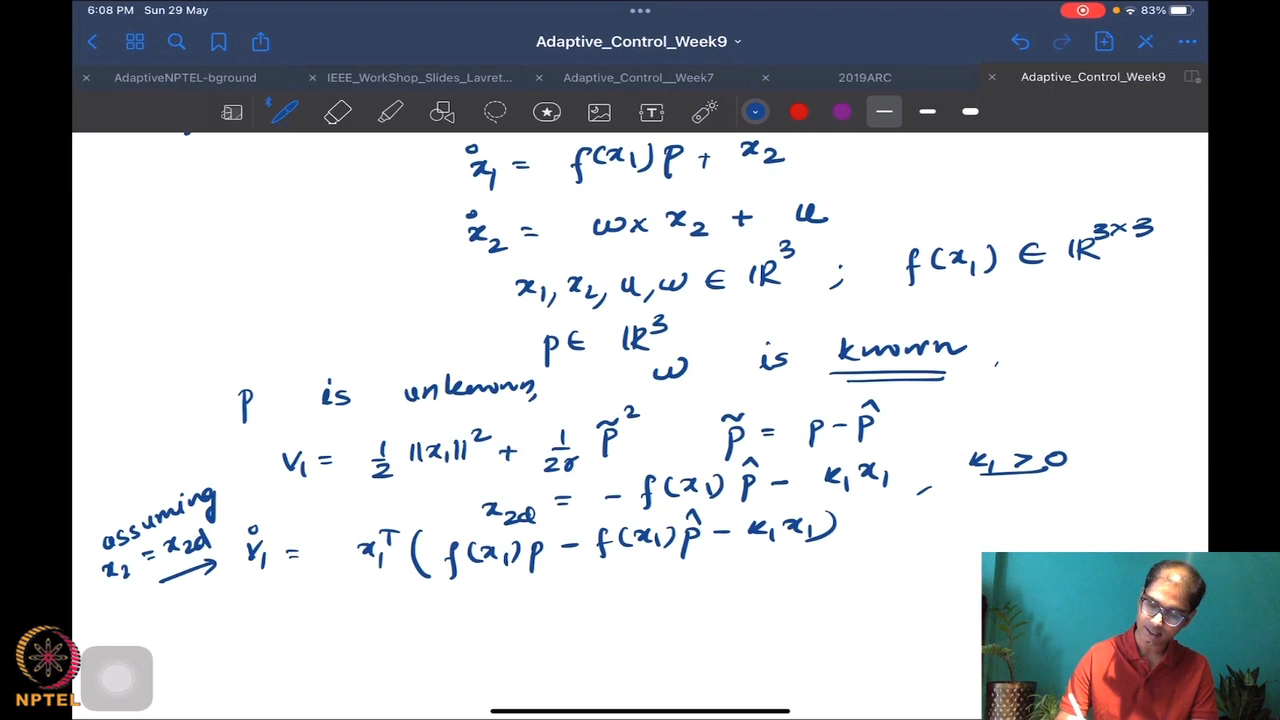 6:08 PM Sun 29 May
83%
Adaptive_Control_Week9
AdaptiveNPTEL-bground
IEEE_WorkShop_Slides_Lavret...
Adaptive_Control__Week7
2019ARC
Adaptive_Control_Week9
ẋ₁ = f(x₁)p + x₂
ẋ₂ = ω× x₂ + u
x₁, x₂, u, ω ∈ ℝ³ ; f(x₁) ∈ ℝ³ˣ³
p ∈ ℝ³
p is unknown, ω is known.
V₁ = 1/2 ||x₁||² + 1/2γ p̃² p̃ = p - p̂
x₂d = - f(x₁) p̂ - k₁x₁, k₁ > 0
assuming x₂ = x₂d
V̇₁ = x₁ᵀ ( f(x₁)p - f(x₁)p̂ - k₁x₁)
NPTEL